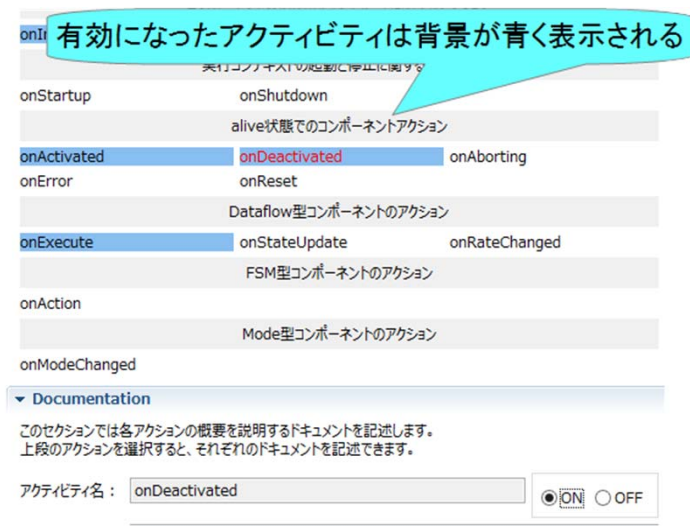 有効になったアクティビティは背景が青く表示される
onStartup onShutdown
alive状態でのコンポーネントアクション
onActivated onDeactivated onAborting
onError onReset
Dataflow型コンポーネントのアクション
onExecute onStateUpdate onRateChanged
FSM型コンポーネントのアクション
onAction
Mode型コンポーネントのアクション
onModeChanged
Documentation
このセクションでは各アクションの概要を説明するドキュメントを記述します。
上段のアクションを選択すると、それぞれのドキュメントを記述できます。
アクティビティ名： onDeactivated ON OFF